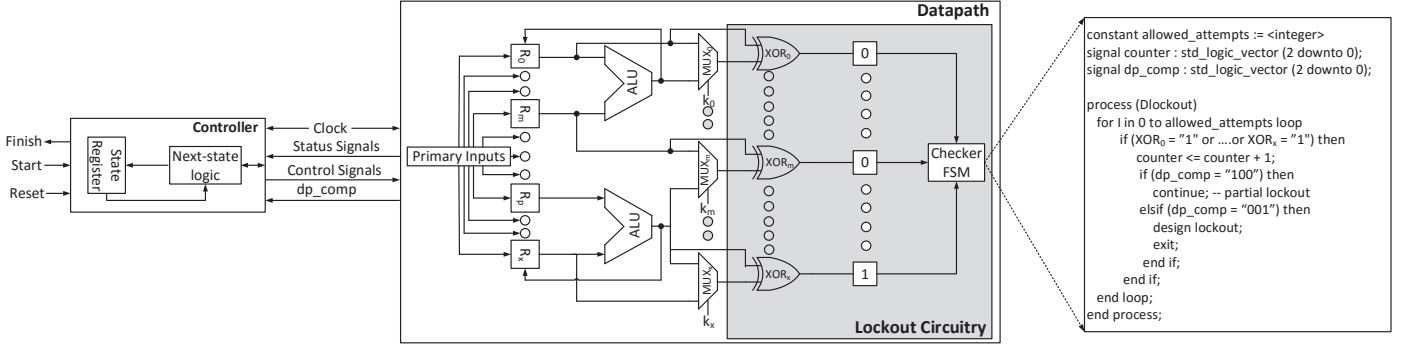 Finish
Start
Reset
Controller
State
Register
Next-state
logic
Clock
Status Signals
Control Signals
dp_comp
Datapath
Primary Inputs
R0
Rm
Rp
Rx
ALU
ALU
MUX0
k0
MUXm
km
MUXx
kx
XOR0
XORm
XORx
0
0
1
Checker
FSM
Lockout Circuitry
constant allowed_attempts := <integer>
signal counter : std_logic_vector (2 downto 0);
signal dp_comp : std_logic_vector (2 downto 0);
process (Dlockout)
for I in 0 to allowed_attempts loop
if (XOR0 = ”1" or ....or XORx = ”1") then
counter <= counter + 1;
if (dp_comp = “100”) then
continue; -- partial lockout
elsif (dp_comp = “001”) then
design lockout;
exit;
end if;
end if;
end loop;
end process;